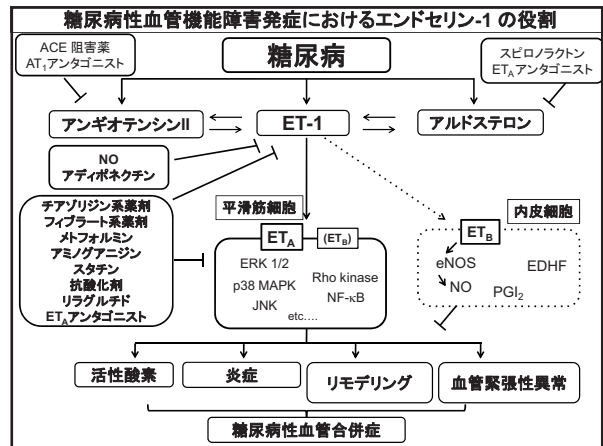 糖尿病性血管機能障害発症におけるエンドセリン-1 の役割
ACE 阻害薬
AT1アンタゴニスト
糖尿病
スピロノラクトン
ETAアンタゴニスト
アンギオテンシンII
ET-1
アルドステロン
NO
アディポネクチン
チアゾリジン系薬剤
フィブラート系薬剤
メトフォルミン
アミノグアニジン
スタチン
抗酸化剤
リラグルチド
ETAアンタゴニスト
平滑筋細胞
ETA
(ETB)
ERK 1/2
p38 MAPK
JNK
Rho kinase
NF-κB
etc....
内皮細胞
ETB
eNOS
NO
EDHF
PGI2
活性酸素
炎症
リモデリング
血管緊張性異常
糖尿病性血管合併症